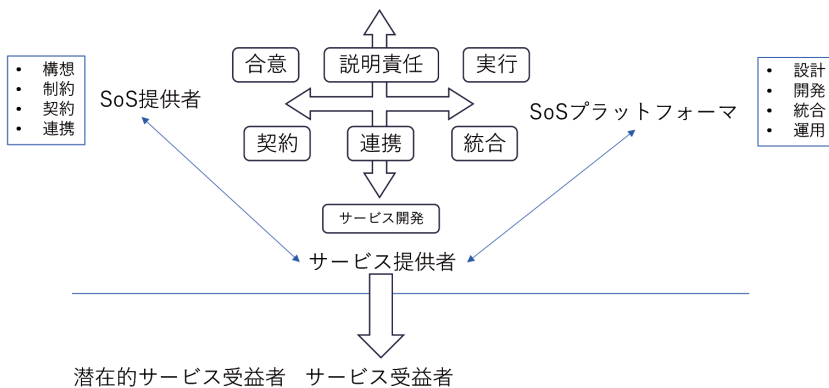 合意
説明責任
実行
• 構想
• 制約
• 契約
• 連携
SoS提供者
SoSプラットフォーマ
• 設計
• 開発
• 統合
• 運用
契約
連携
統合
サービス開発
サービス提供者
潜在的サービス受益者
サービス受益者